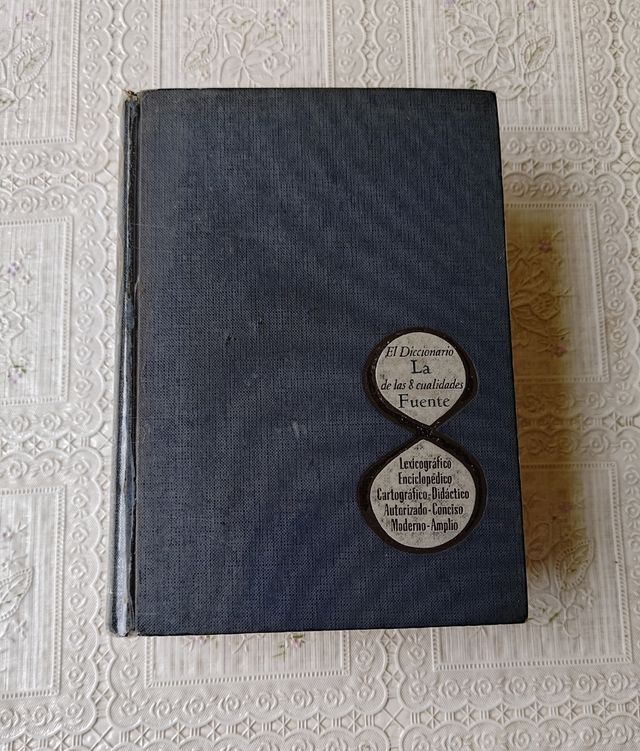 El Diccionario
La
de las 8 cualidades
Fuente
Lexicográfico
Enciclopédico
Cartográfico-Didáctico
Autorizado-Conciso
Moderno-Amplio